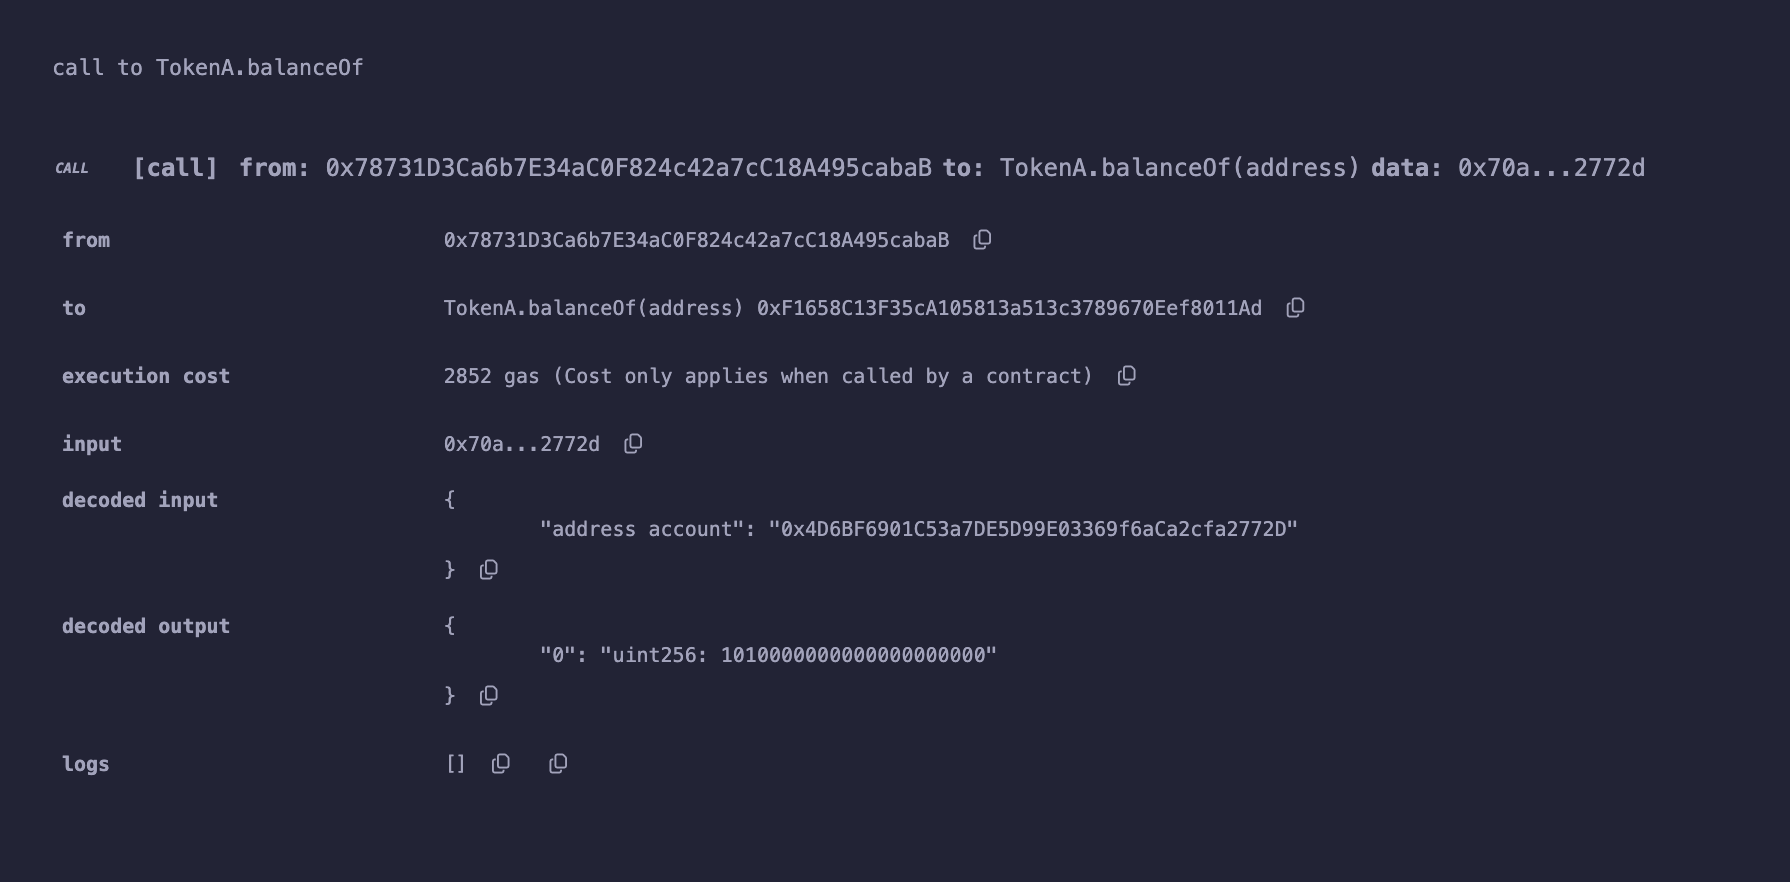 call to TokenA.balanceOf
CALL [call] from: 0x78731D3Ca6b7E34aC0F824c42a7cC18A495cabaB to: TokenA.balanceOf(address) data: 0x70a...2772d
from 0x78731D3Ca6b7E34aC0F824c42a7cC18A495cabaB
to TokenA.balanceOf(address) 0xF1658C13F35cA105813a513c3789670Eef8011Ad
execution cost 2852 gas (Cost only applies when called by a contract)
input 0x70a...2772d
decoded input {
"address account": "0x4D6BF6901C53a7DE5D99E03369f6aCa2cfa2772D"
}
decoded output {
"0": "uint256: 1010000000000000000000"
}
logs []